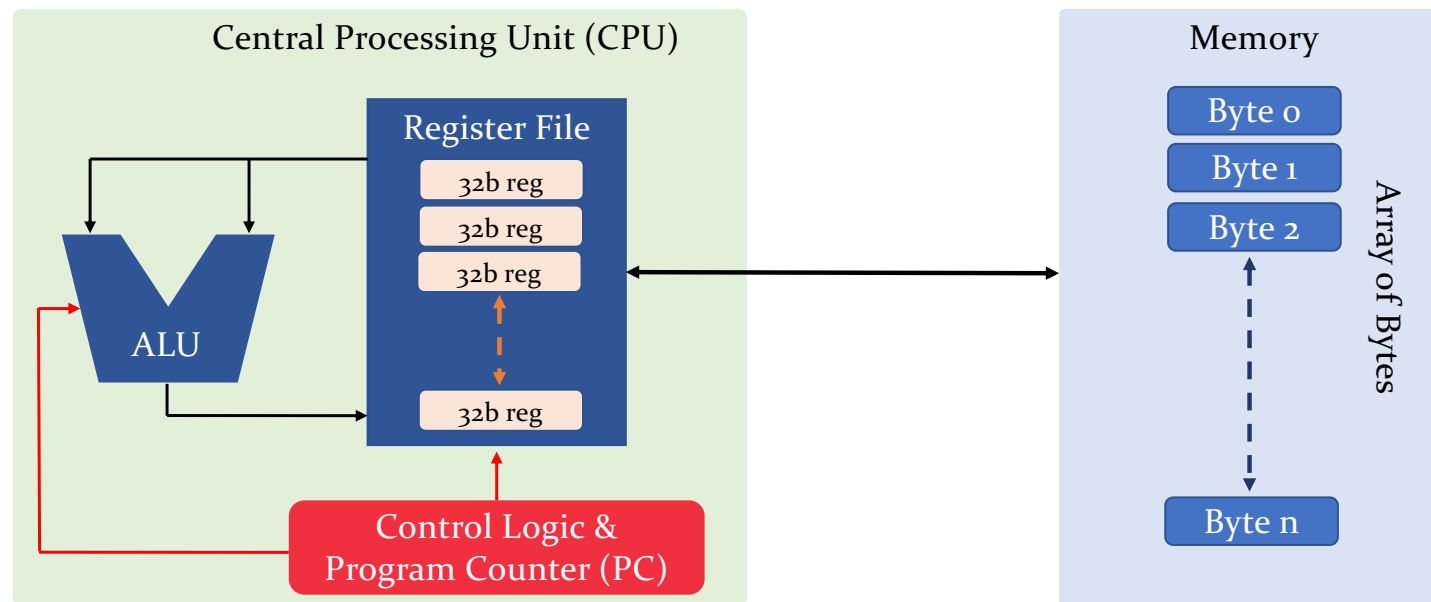 Central Processing Unit (CPU)
Register File
32b reg
32b reg
32b reg
32b reg
ALU
Control Logic &
Program Counter (PC)
Memory
Byte 0
Byte 1
Byte 2
Byte n
Array of Bytes